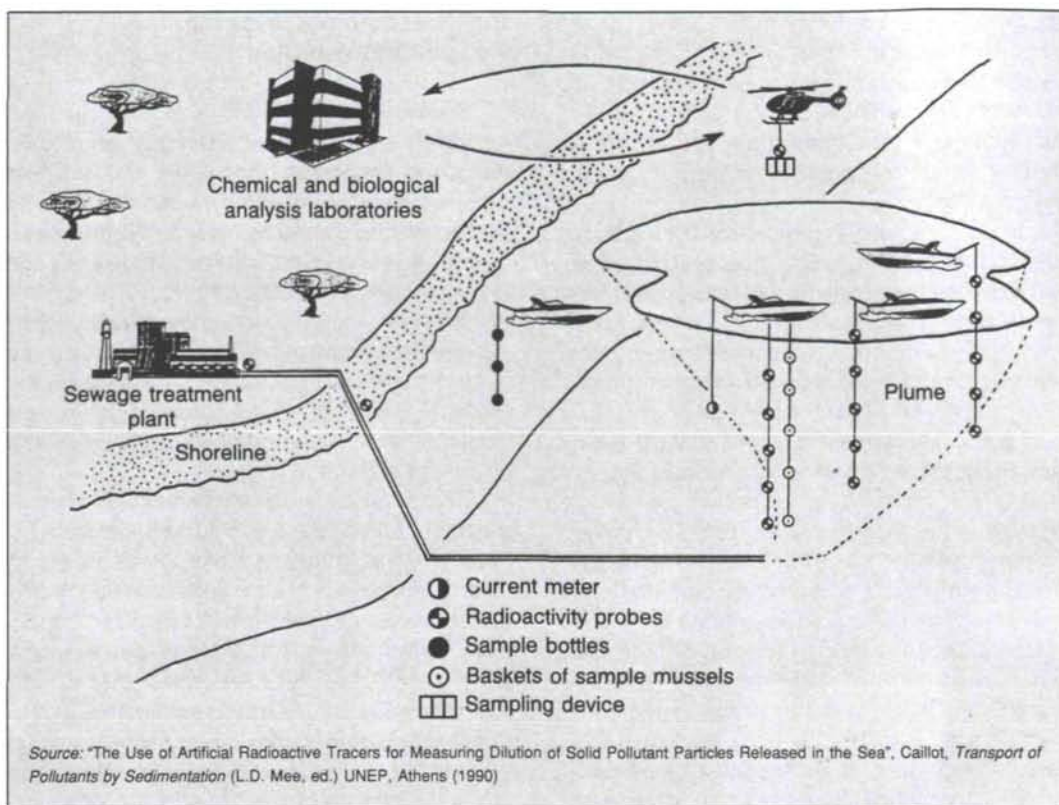 Chemical and biological
analysis laboratories
Sewage treatment
plant
Shoreline
Plume
Current meter
Radioactivity probes
Sample bottles
Baskets of sample mussels
Sampling device
Source: "The Use of Artificial Radioactive Tracers for Measuring Dilution of Solid Pollutant Particles Released in the Sea", Caillot, Transport of
Pollutants by Sedimentation (L.D. Mee, ed.) UNEP, Athens (1990)